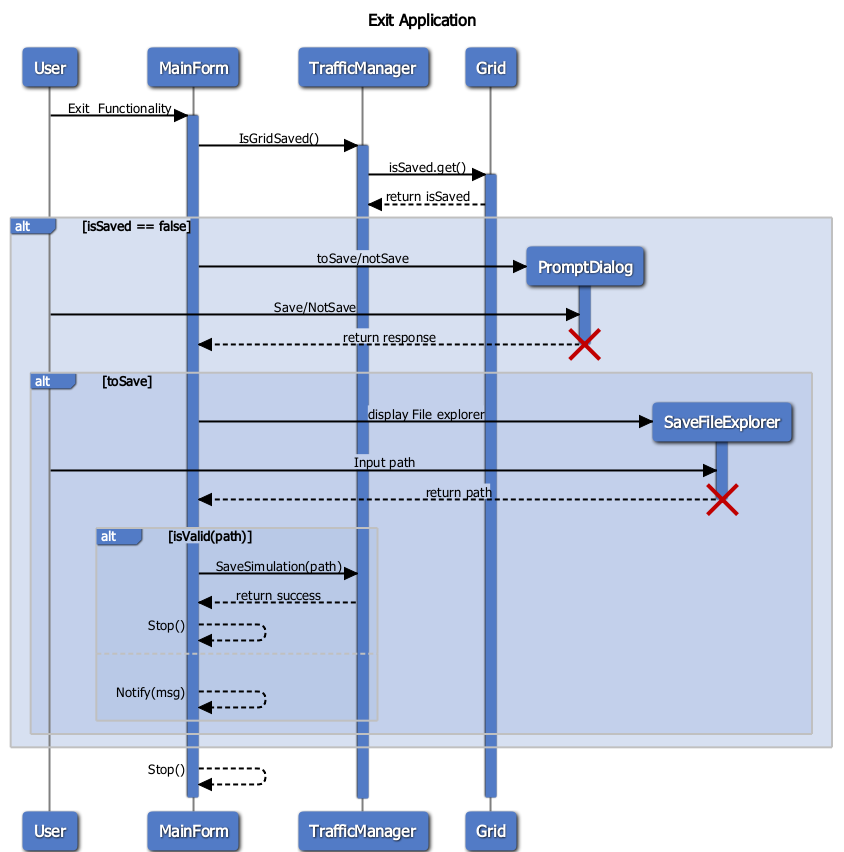 Exit Application
User
MainForm
TrafficManager
Grid
Exit  Functionality
IsGridSaved()
isSaved.get()
return isSaved
alt
[isSaved == false]
toSave/notSave
PromptDialog
Save/NotSave
return response
alt
[toSave]
display File explorer
SaveFileExplorer
Input path
return path
alt
[isValid(path)]
SaveSimulation(path)
return success
Stop()
Notify(msg)
Stop()
User
MainForm
TrafficManager
Grid